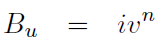 B_u = iv^n